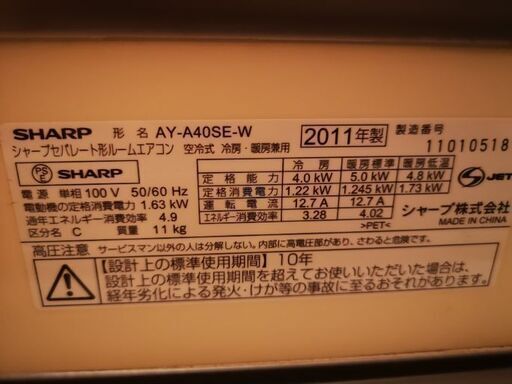 SHARP 形名 AY-A40SE-W 2011年製 製造番号
シャープセパレート形ルームエアコン 空冷式 冷房・暖房兼用 11010518
PS E SHARP
冷房 暖房標準 暖房低温
定格能力 4.0 kW 5.0 kW 4.8 kW
定格消費電力 1.22 kW 1.245 kW 1.73 kW
運転電流 12.7 A 12.7 A
エネルギー消費効率 3.28 4.02
電源 単相 100 V 50/60 Hz
電動機の定格消費電力 1.63 kW
通年エネルギー消費効率 4.9
区分名 C 質量 11 kg
>PET<
JET
シャープ株式会社
MADE IN CHINA
高圧注意 サービスマン以外の人は分解しない。内部に高電圧部があり、さわると危険です。
【設計上の標準使用期間】10年
設計上の標準使用期間を超えてお使いいただいた場合は、
経年劣化による発火・けが等の事故に至るおそれがあります。